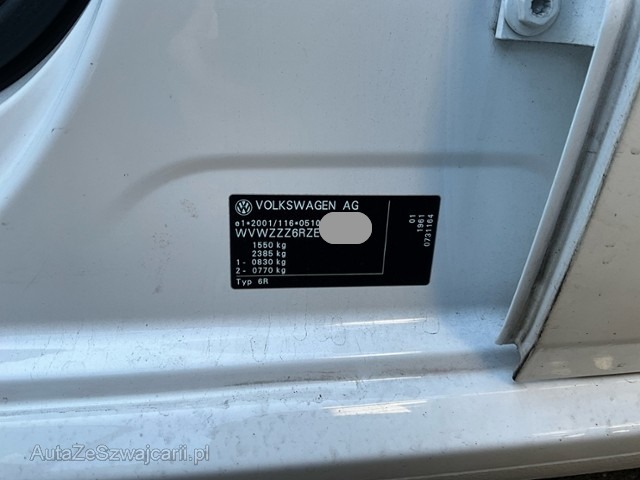 VOLKSWAGEN AG
e1*2001/116*0510
WVWZZZ6RZE
1550 kg
2385 kg
1 - 0830 kg
2 - 0770 kg
Typ 6R
01
1961
0731164
AutaZeSzwajcarii.pl